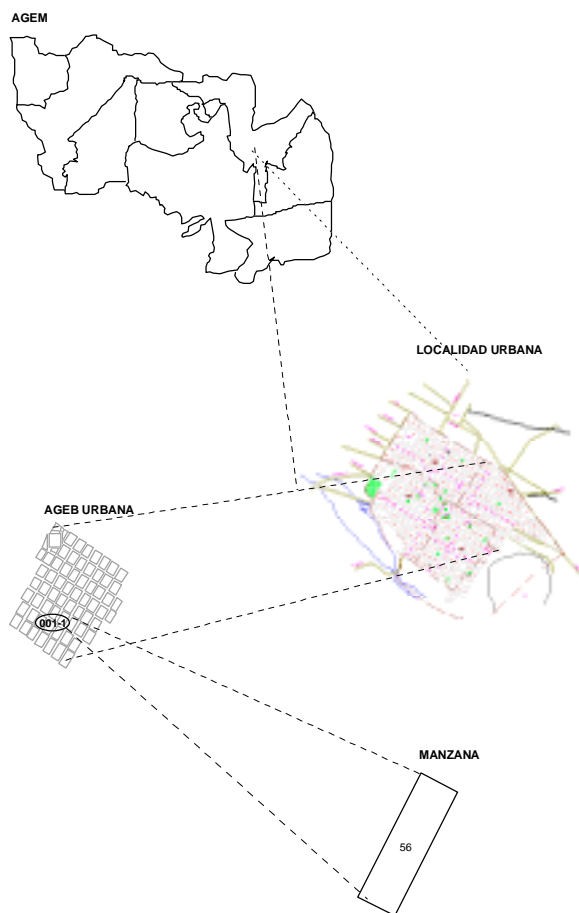 AGEM
LOCALIDAD URBANA
AGEB URBANA
001-1
MANZANA
56